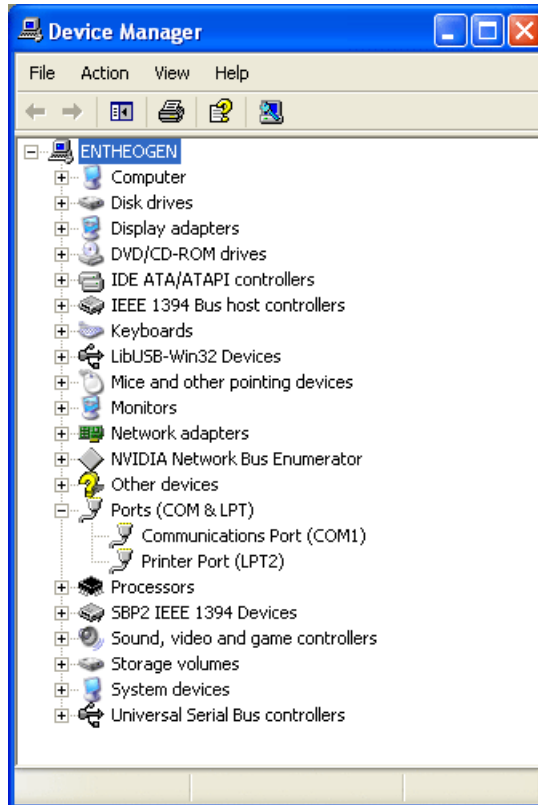 Device Manager
File Action View Help
ENTHEOGEN
Computer
Disk drives
Display adapters
DVD/CD-ROM drives
IDE ATA/ATAPI controllers
IEEE 1394 Bus host controllers
Keyboards
LibUSB-Win32 Devices
Mice and other pointing devices
Monitors
Network adapters
NVIDIA Network Bus Enumerator
Other devices
Ports (COM & LPT)
Communications Port (COM1)
Printer Port (LPT2)
Processors
SBP2 IEEE 1394 Devices
Sound, video and game controllers
Storage volumes
System devices
Universal Serial Bus controllers